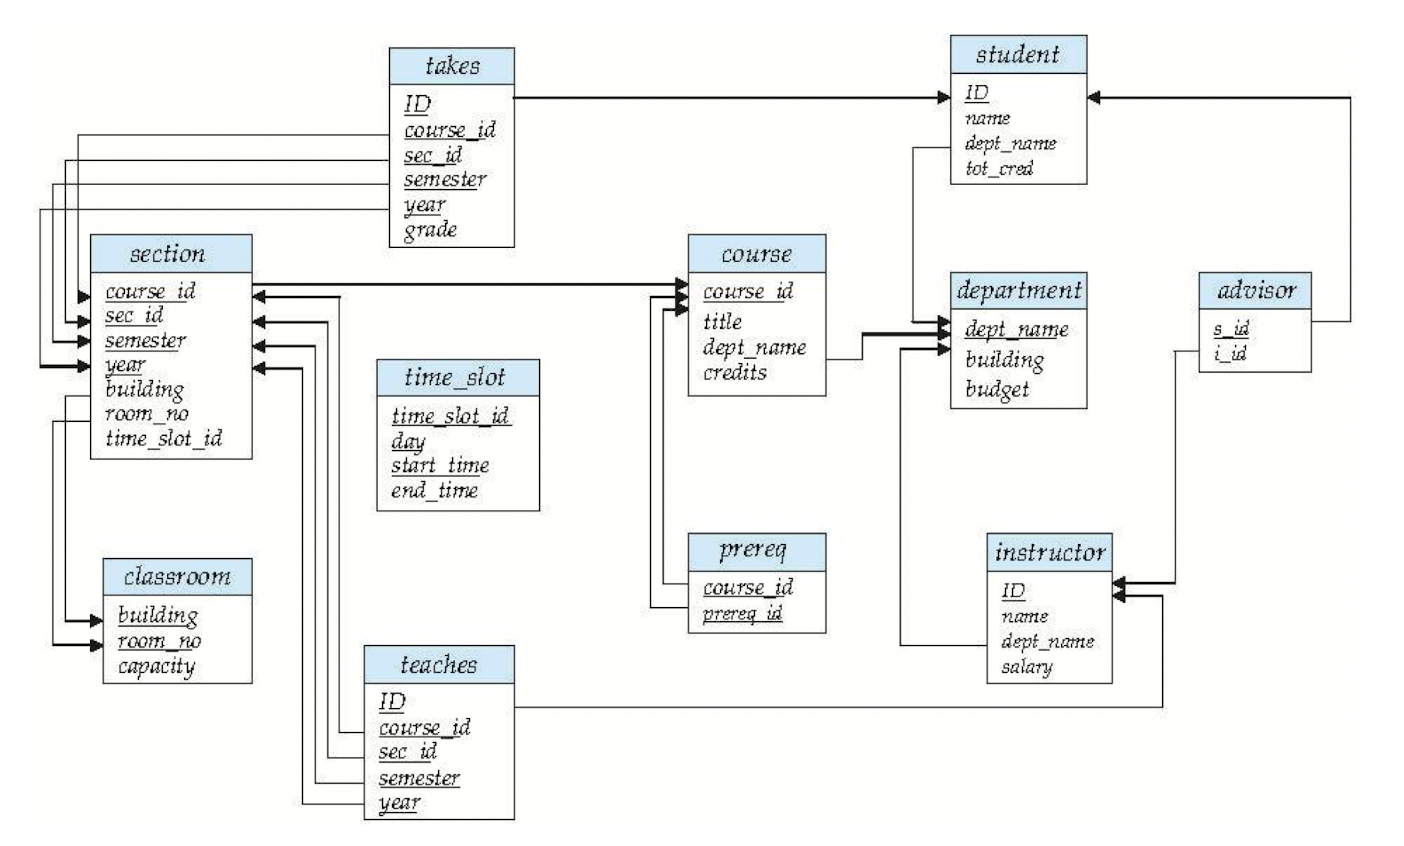 takes
ID
course_id
sec_id
semester
year
grade
student
ID
name
dept_name
tot_cred
section
course_id
sec_id
semester
year
building
room_no
time_slot_id
course
course_id
title
dept_name
credits
department
dept_name
building
budget
advisor
s_id
i_id
time_slot
time_slot_id
day
start_time
end_time
classroom
building
room_no
capacity
prereq
course_id
prereq_id
instructor
ID
name
dept_name
salary
teaches
ID
course_id
sec_id
semester
year